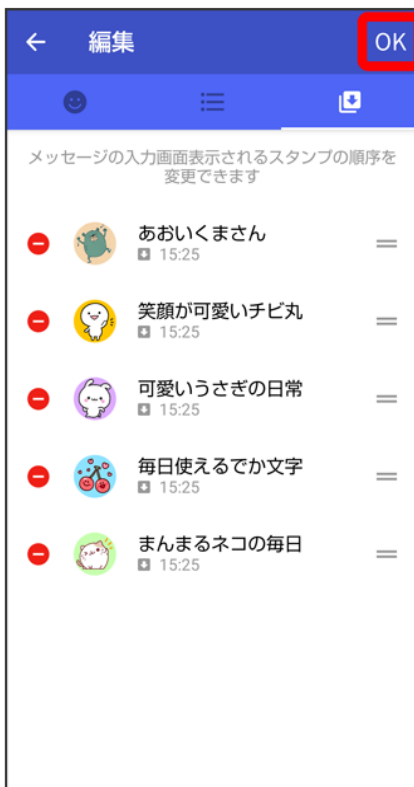 編集
OK
メッセージの入力画面表示されるスタンプの順序を
変更できます
あおいくまさん
15:25
笑顔が可愛いチビ丸
15:25
可愛いうさぎの日常
15:25
毎日使えるでか文字
15:25
まんまるネコの毎日
15:25